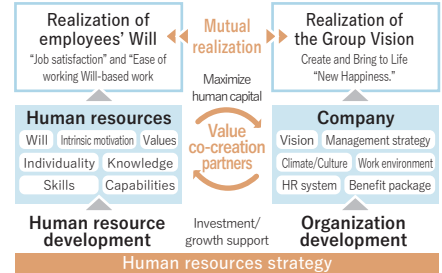 Realization of
employees' Will
"Job satisfaction" and "Ease of
working Will-based work
Mutual
realization
Realization of
the Group Vision
Create and Bring to Life
"New Happiness."
Maximize
human capital
Human resources
Will Intrinsic motivation Values
Individuality Knowledge
Skills Capabilities
Value
co-creation
partners
Company
Vision Management strategy
Climate/Culture Work environment
HR system Benefit package
Human resource
development
Investment/
growth support
Organization
development
Human resources strategy